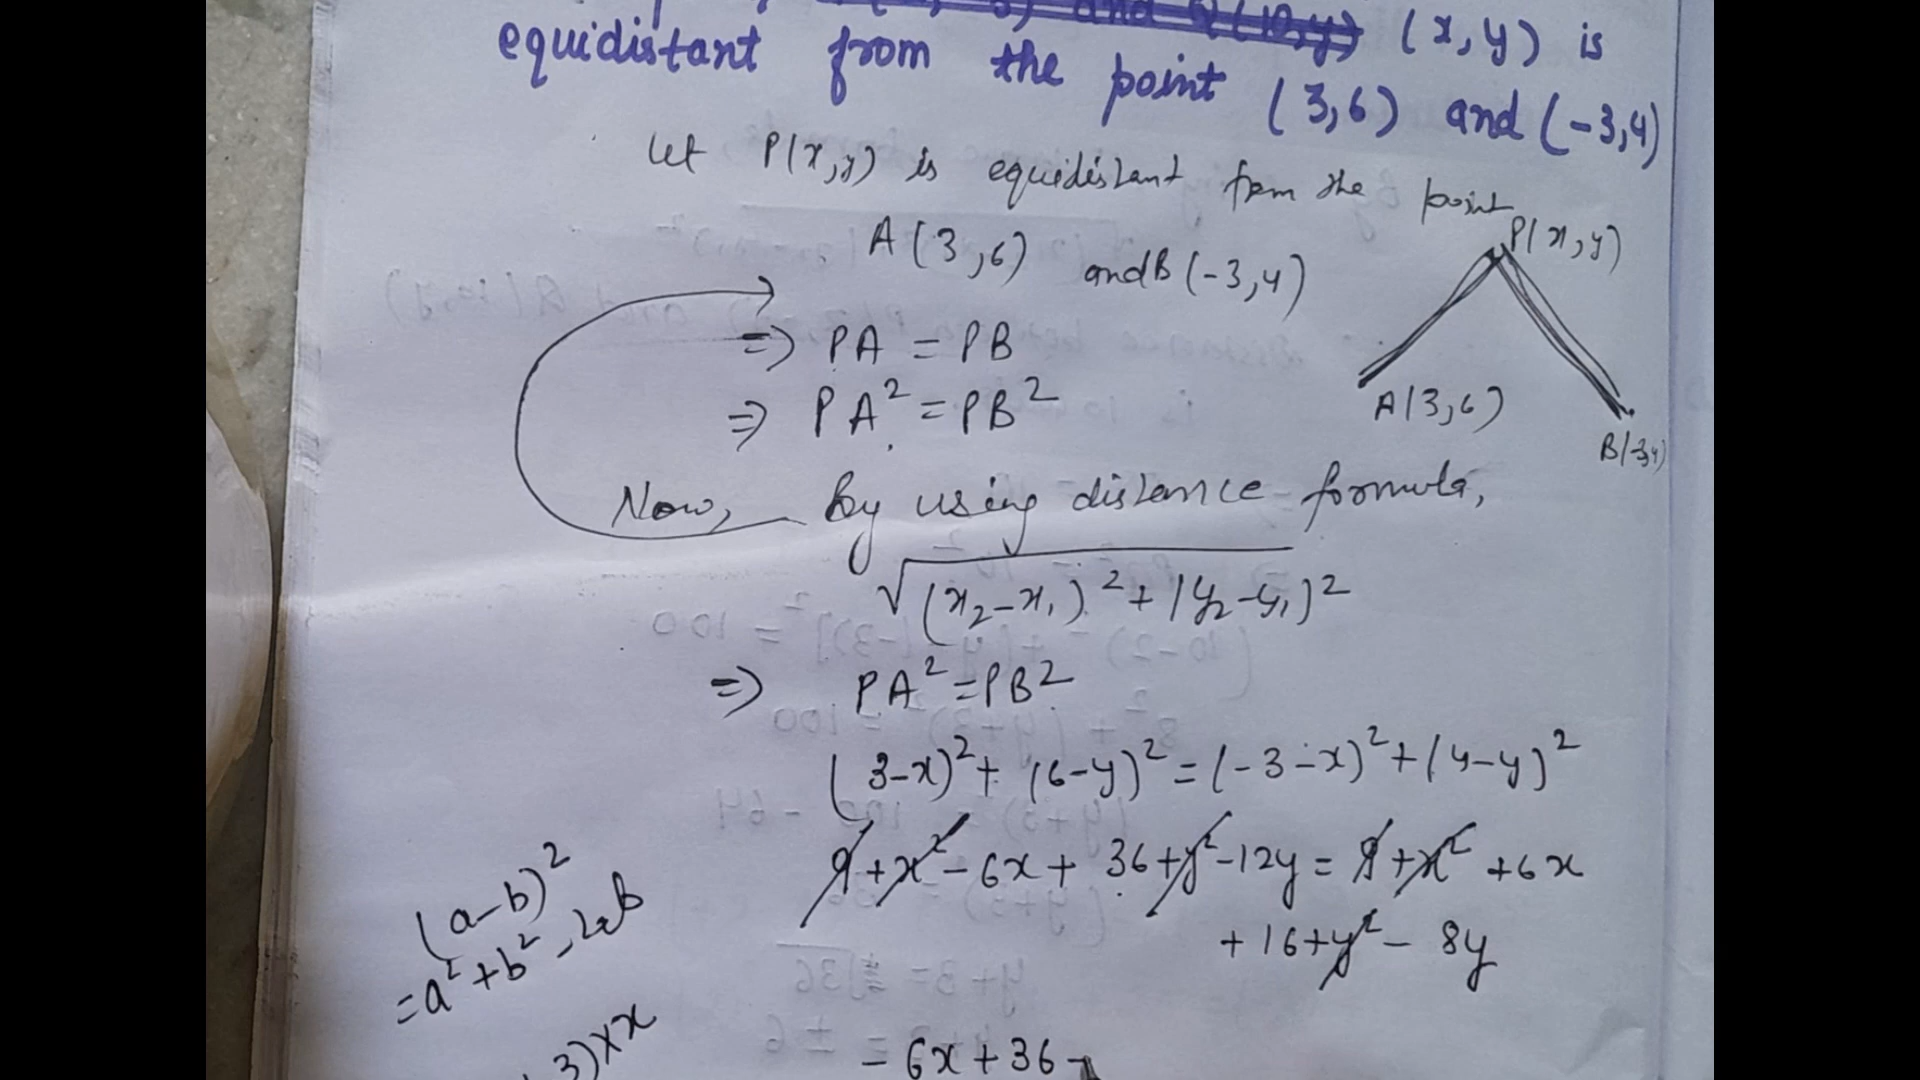 (x,y) is
equidistant from the point (3,6) and (-3,4)
Let P(x,y) is equidistant from the point
A(3,6) and B(-3,4)
P(x,y)
⇒ PA = PB
⇒ PA² = PB²
A(3,6)
B(-3,4)
Now, By using distance formula,
√(x₂-x₁)²+(y₂-y₁)²
⇒ PA²=PB²
(3-x)²+(6-y)²=(-3-x)²+(4-y)²
9+x²-6x+36+y²-12y=9+x²+6x
+16+y²-8y
(a-b)²
=a²+b²-2ab
3)×x
-6x+36-